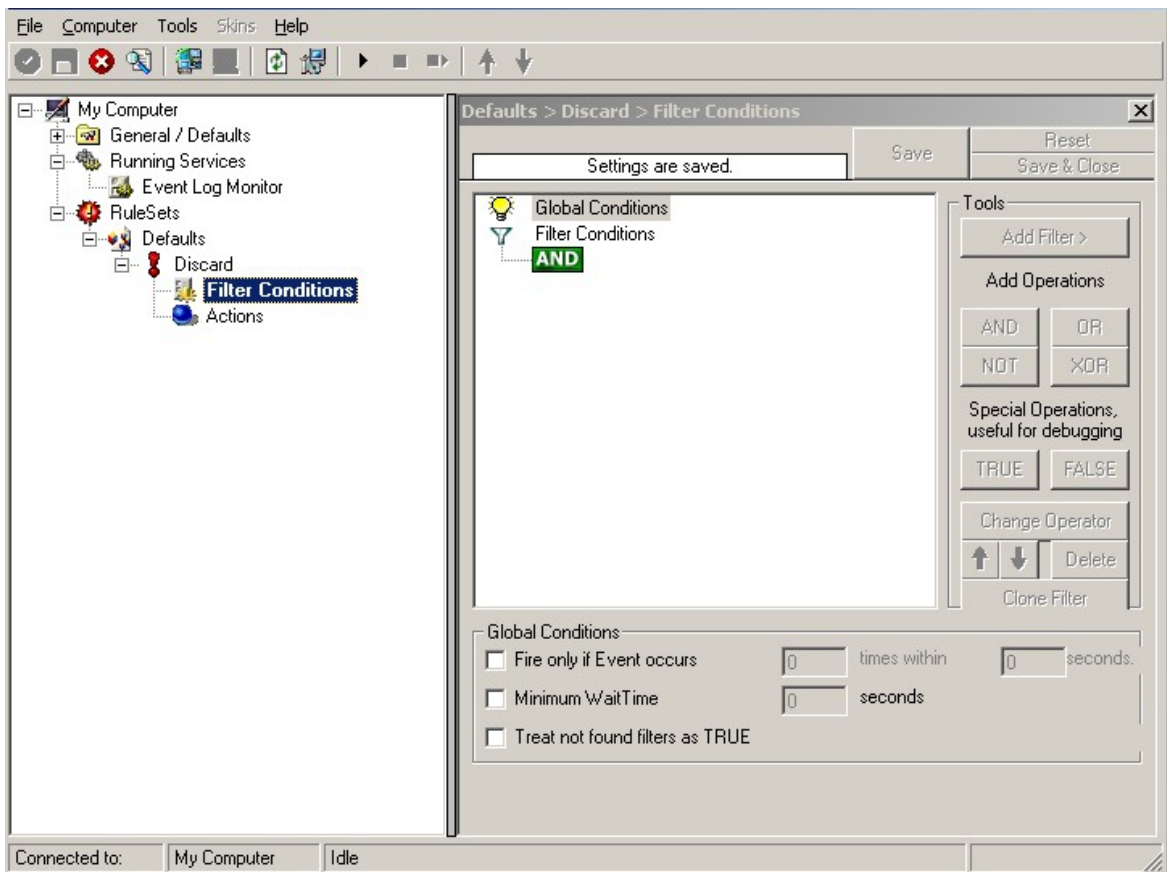 File Computer Tools Skins Help
My Computer
General / Defaults
Running Services
Event Log Monitor
RuleSets
Defaults
Discard
Filter Conditions
Actions
Defaults > Discard > Filter Conditions
Settings are saved.
Save
Reset
Save & Close
Global Conditions
Filter Conditions
AND
Tools
Add Filter >
Add Operations
AND OR
NOT XOR
Special Operations,
useful for debugging
TRUE FALSE
Change Operator
Delete
Clone Filter
Global Conditions
Fire only if Event occurs 0 times within 0 seconds.
Minimum WaitTime 0 seconds
Treat not found filters as TRUE
Connected to: My Computer Idle